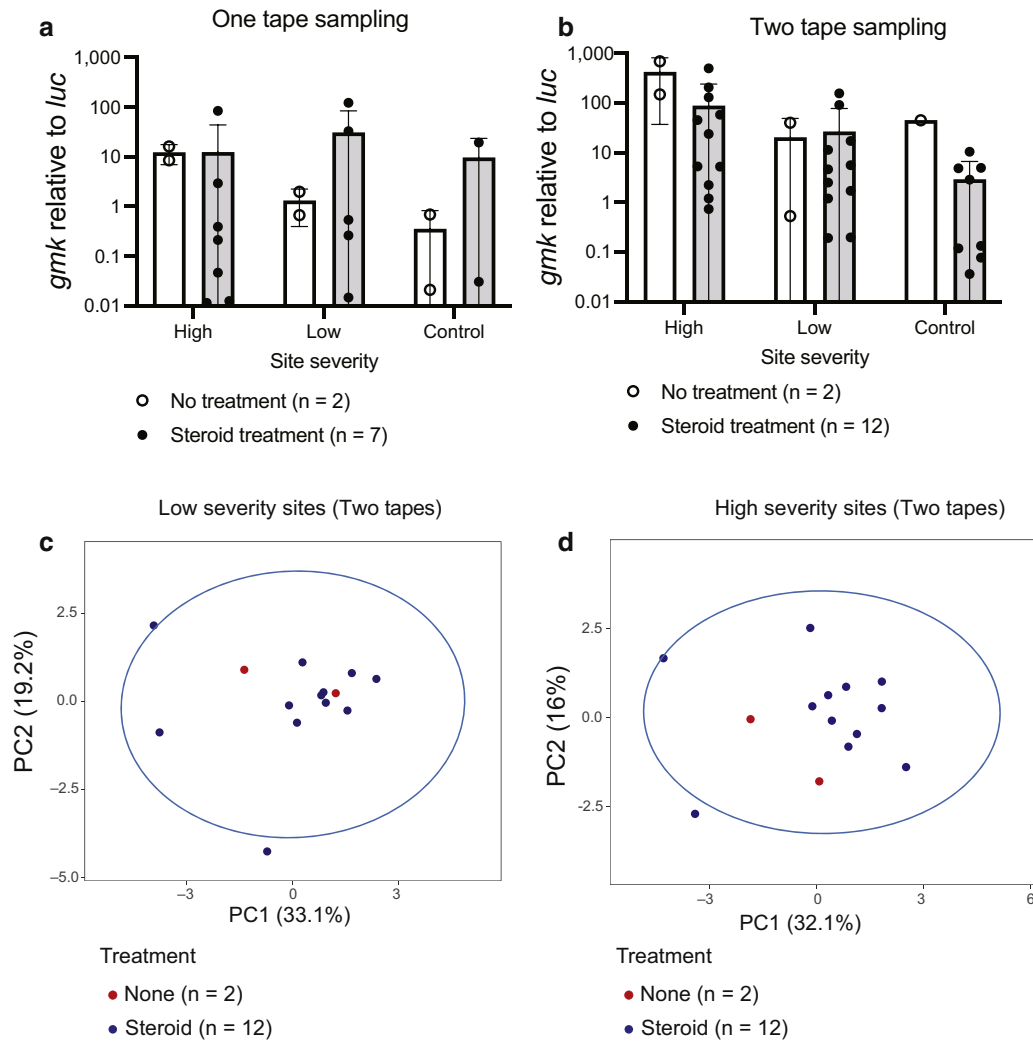 a
One tape sampling
gmk relative to luc
1,000
100
10
1
0.1
0.01
High
Low
Control
Site severity
No treatment (n = 2)
Steroid treatment (n = 7)
b
Two tape sampling
gmk relative to luc
1,000
100
10
1
0.1
0.01
High
Low
Control
Site severity
No treatment (n = 2)
Steroid treatment (n = 12)
Low severity sites (Two tapes)
c
PC2 (19.2%)
2.5
0.0
−2.5
−5.0
−3
0
3
PC1 (33.1%)
Treatment
None (n = 2)
Steroid (n = 12)
High severity sites (Two tapes)
d
PC2 (16%)
2.5
0.0
-2.5
−3
0
3
6
PC1 (32.1%)
Treatment
None (n = 2)
Steroid (n = 12)